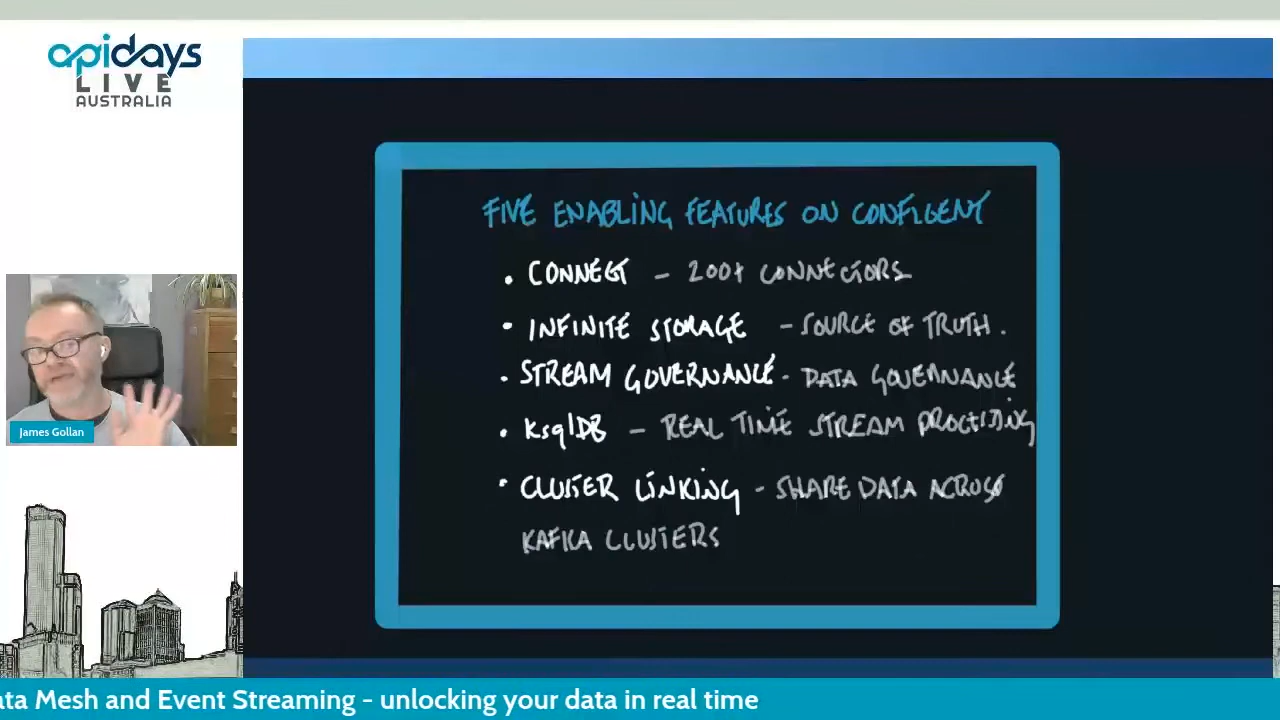 apidays
LIVE
AUSTRALIA
FIVE ENABLING FEATURES ON CONFLUENT
• CONNECT - 200+ CONNECTORS
• INFINITE STORAGE - SOURCE OF TRUTH.
• STREAM GOVERNANCE - DATA GOVERNANCE
• KsqlDB - REAL TIME STREAM PROCESSING
• CLUSTER LINKING - SHARE DATA ACROSS
KAFKA CLUSTERS
James Gollan
ata Mesh and Event Streaming - unlocking your data in real time